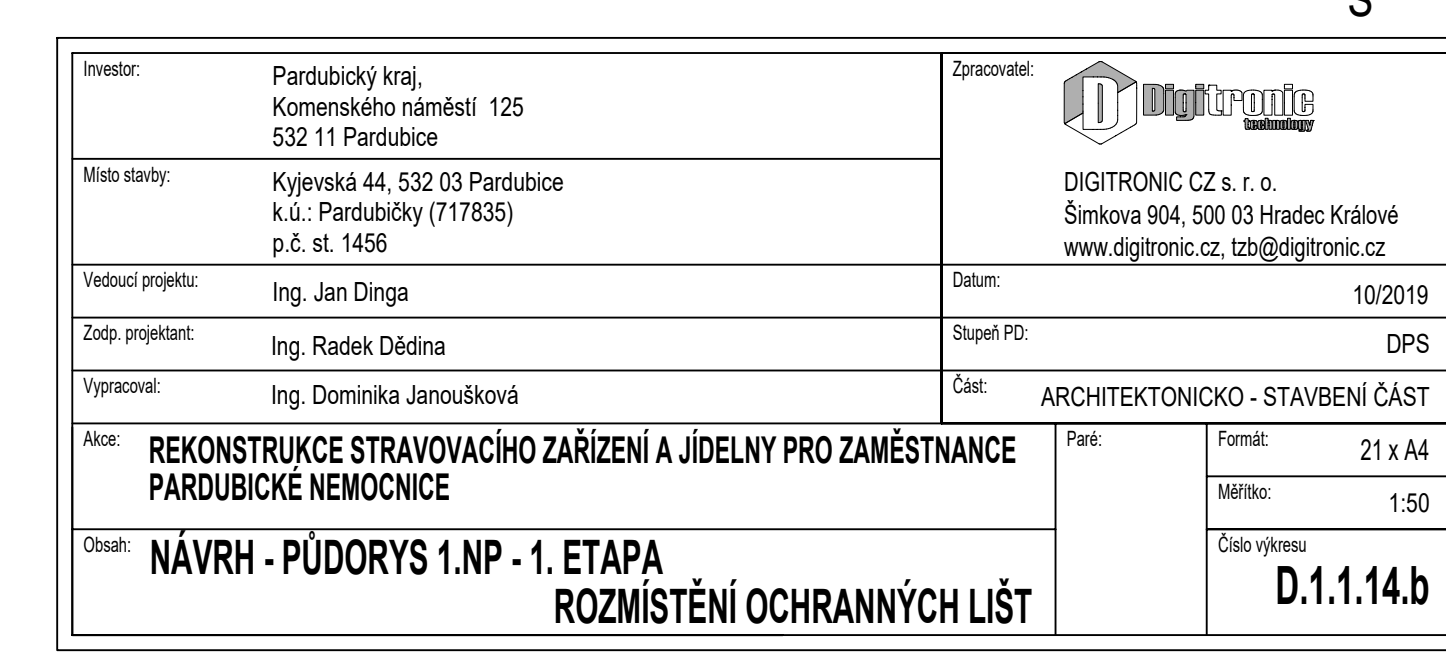 S
Investor:
Pardubický kraj,
Komenského náměstí 125
532 11 Pardubice
Zpracovatel:
Digitronic
technology
DIGITRONIC CZ s. r. o.
Šimkova 904, 500 03 Hradec Králové
www.digitronic.cz, tzb@digitronic.cz
Místo stavby:
Kyjevská 44, 532 03 Pardubice
k.ú.: Pardubičky (717835)
p.č. st. 1456
Vedoucí projektu:
Ing. Jan Dinga
Datum:
10/2019
Zodp. projektant:
Ing. Radek Dědina
Stupeň PD:
DPS
Vypracoval:
Ing. Dominika Janoušková
Část:
ARCHITEKTONICKO - STAVBENÍ ČÁST
Akce:
REKONSTRUKCE STRAVOVACÍHO ZAŘÍZENÍ A JÍDELNY PRO ZAMĚSTNANCE
PARDUBICKÉ NEMOCNICE
Paré:
Formát:
21 x A4
Měřítko:
1:50
Obsah:
NÁVRH - PŮDORYS 1.NP - 1. ETAPA
ROZMÍSTĚNÍ OCHRANNÝCH LIŠT
Číslo výkresu
D.1.1.14.b